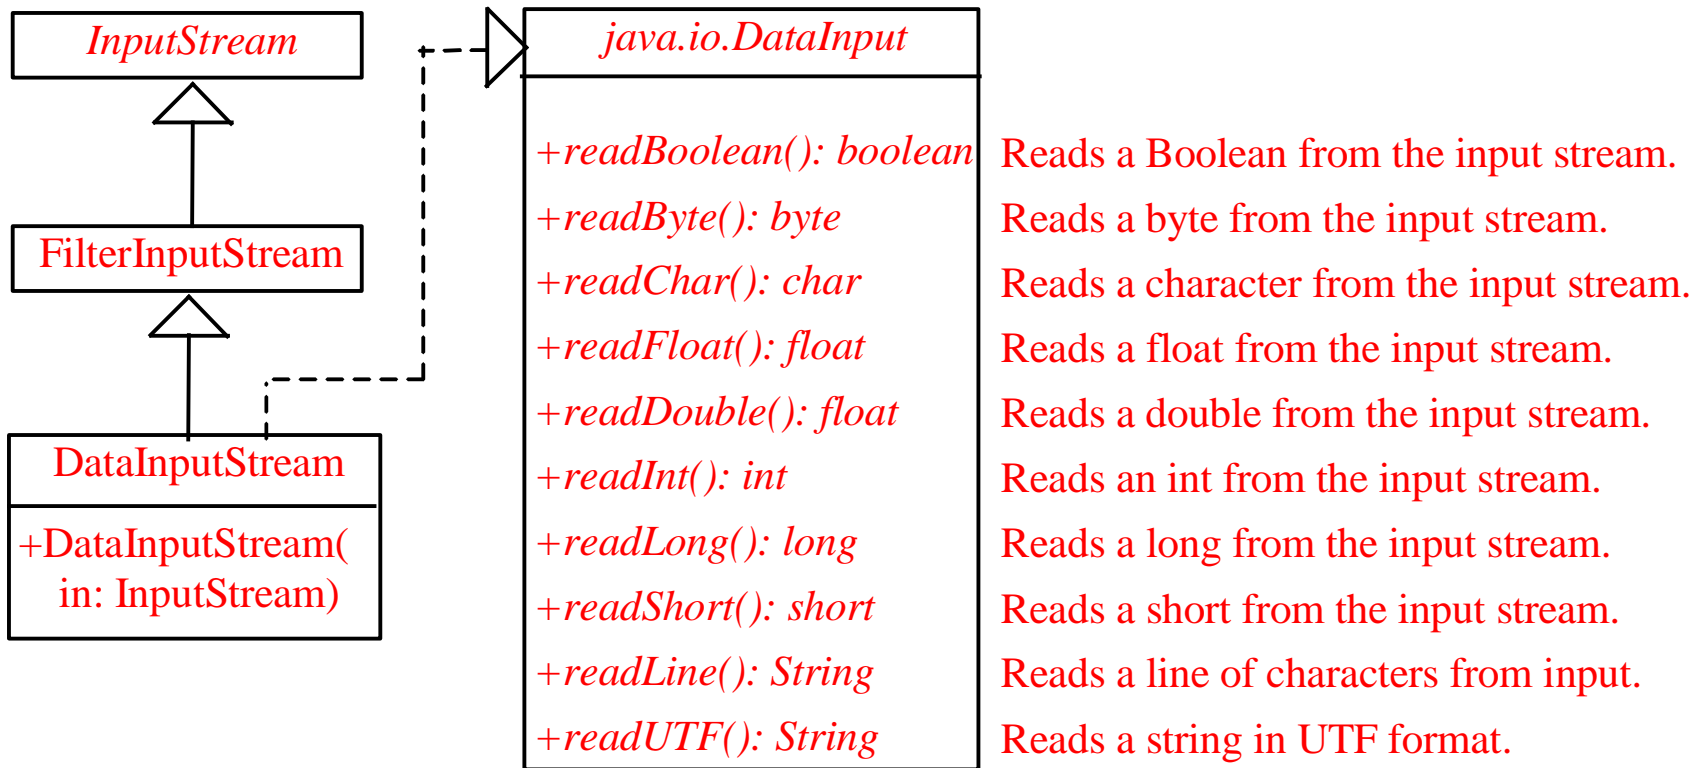 InputStream
FilterInputStream
DataInputStream
+DataInputStream(
in: InputStream)
java.io.DataInput
+readBoolean(): boolean Reads a Boolean from the input stream.
+readByte(): byte Reads a byte from the input stream.
+readChar(): char Reads a character from the input stream.
+readFloat(): float Reads a float from the input stream.
+readDouble(): float Reads a double from the input stream.
+readInt(): int Reads an int from the input stream.
+readLong(): long Reads a long from the input stream.
+readShort(): short Reads a short from the input stream.
+readLine(): String Reads a line of characters from input.
+readUTF(): String Reads a string in UTF format.